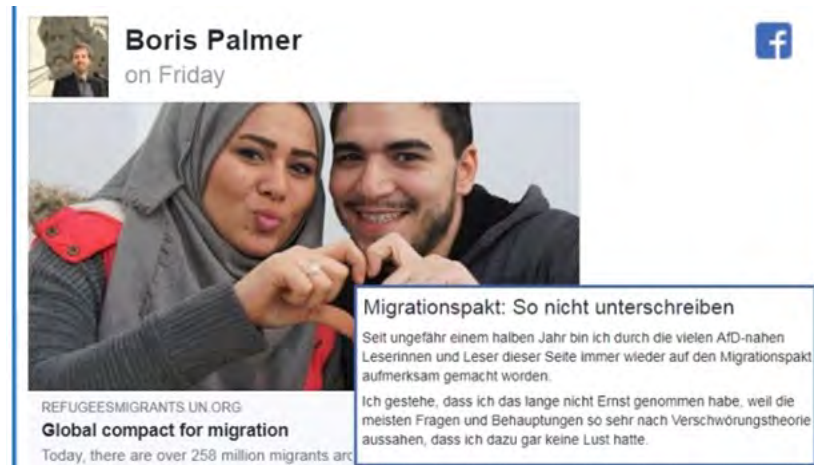 Boris Palmer
on Friday
Migrationspakt: So nicht unterschreiben
Seit ungefähr einem halben Jahr bin ich durch die vielen AfD-nahen
Leserinnen und Leser dieser Seite immer wieder auf den Migrationspakt
aufmerksam gemacht worden.
Ich gestehe, dass ich das lange nicht Ernst genommen habe, weil die
meisten Fragen und Behauptungen so sehr nach Verschwörungstheorie
aussahen, dass ich dazu gar keine Lust hatte.
REFUGEESMIGRANTS.UN.ORG
Global compact for migration
Today, there are over 258 million migrants